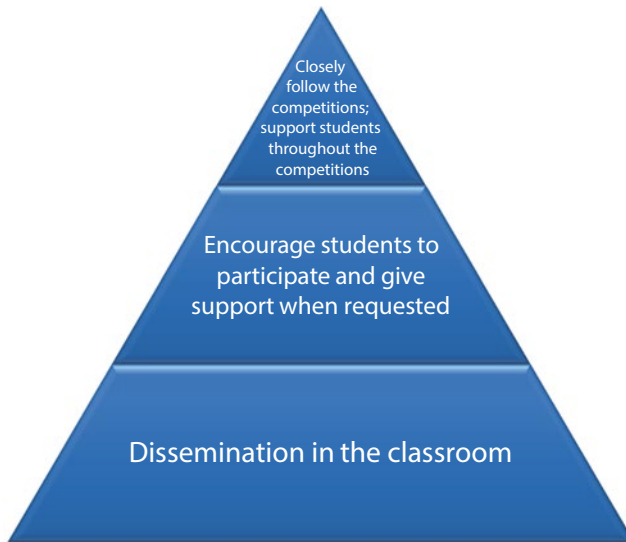 Closely
follow the
competitions;
support students
throughout the
competitions
Encourage students to
participate and give
support when requested
Dissemination in the classroom